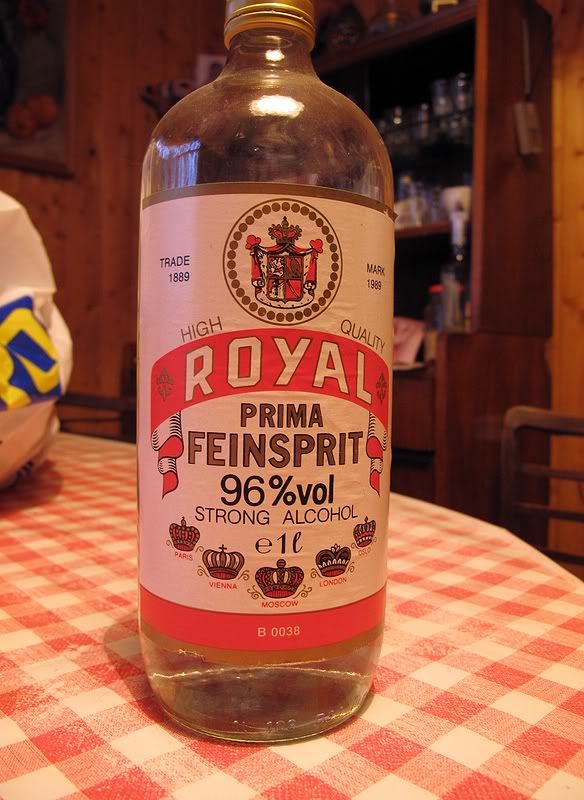 TRADE
1889
MARK
1989
HIGH QUALITY
ROYAL
PRIMA
FEINSPRIT
96%vol
STRONG ALCOHOL
e1l
PARIS
VIENNA
MOSCOW
LONDON
OSLO
B 0038